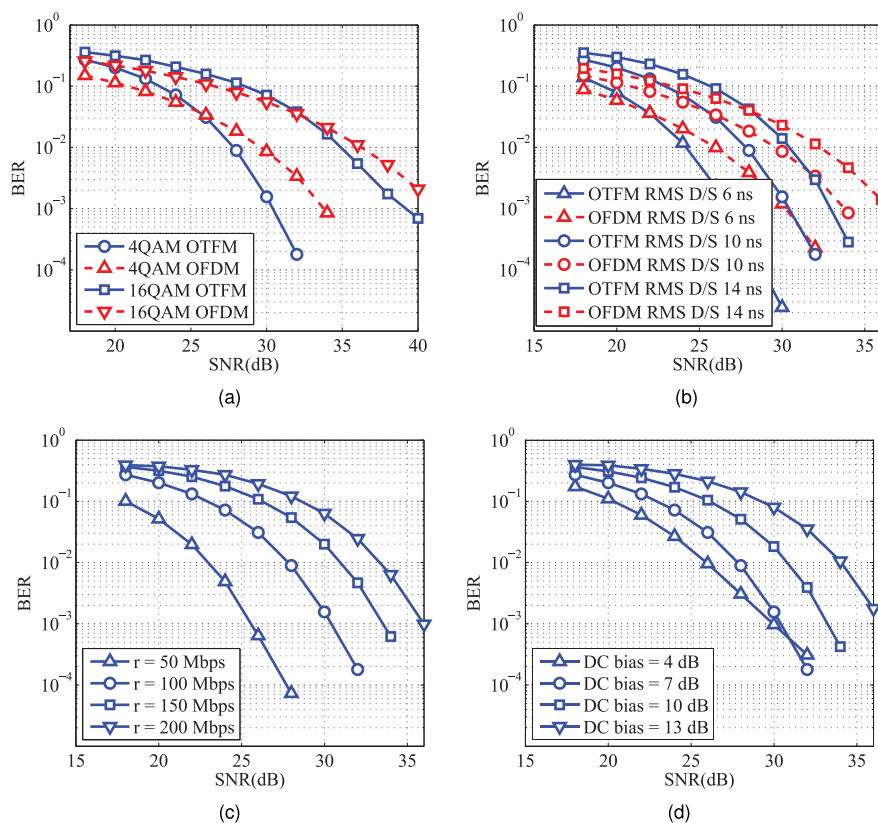 10^0
10^-1
10^-2
10^-3
10^-4
BER
20 25 30 35 40
SNR(dB)
4QAM OTFM
4QAM OFDM
16QAM OTFM
16QAM OFDM
(a)
10^0
10^-1
10^-2
10^-3
10^-4
BER
15 20 25 30 35
SNR(dB)
OTFM RMS D/S 6 ns
OFDM RMS D/S 6 ns
OTFM RMS D/S 10 ns
OFDM RMS D/S 10 ns
OTFM RMS D/S 14 ns
OFDM RMS D/S 14 ns
(b)
10^0
10^-1
10^-2
10^-3
10^-4
BER
15 20 25 30 35
SNR(dB)
r = 50 Mbps
r = 100 Mbps
r = 150 Mbps
r = 200 Mbps
(c)
10^0
10^-1
10^-2
10^-3
10^-4
BER
15 20 25 30 35
SNR(dB)
DC bias = 4 dB
DC bias = 7 dB
DC bias = 10 dB
DC bias = 13 dB
(d)